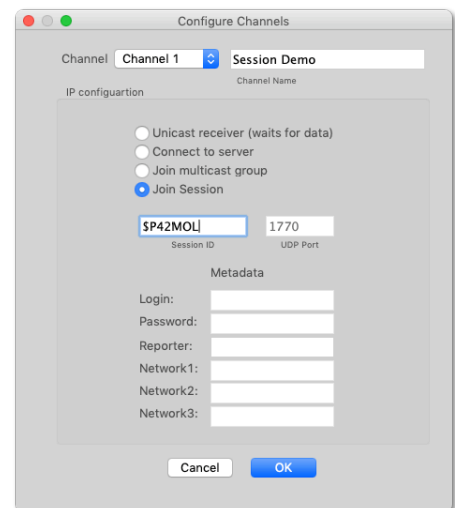 Configure Channels
Channel Channel 1 Session Demo
Channel Name
IP configuartion
Unicast receiver (waits for data)
Connect to server
Join multicast group
Join Session
$P42MOL 1770
Session ID UDP Port
Metadata
Login:
Password:
Reporter:
Network1:
Network2:
Network3:
Cancel OK